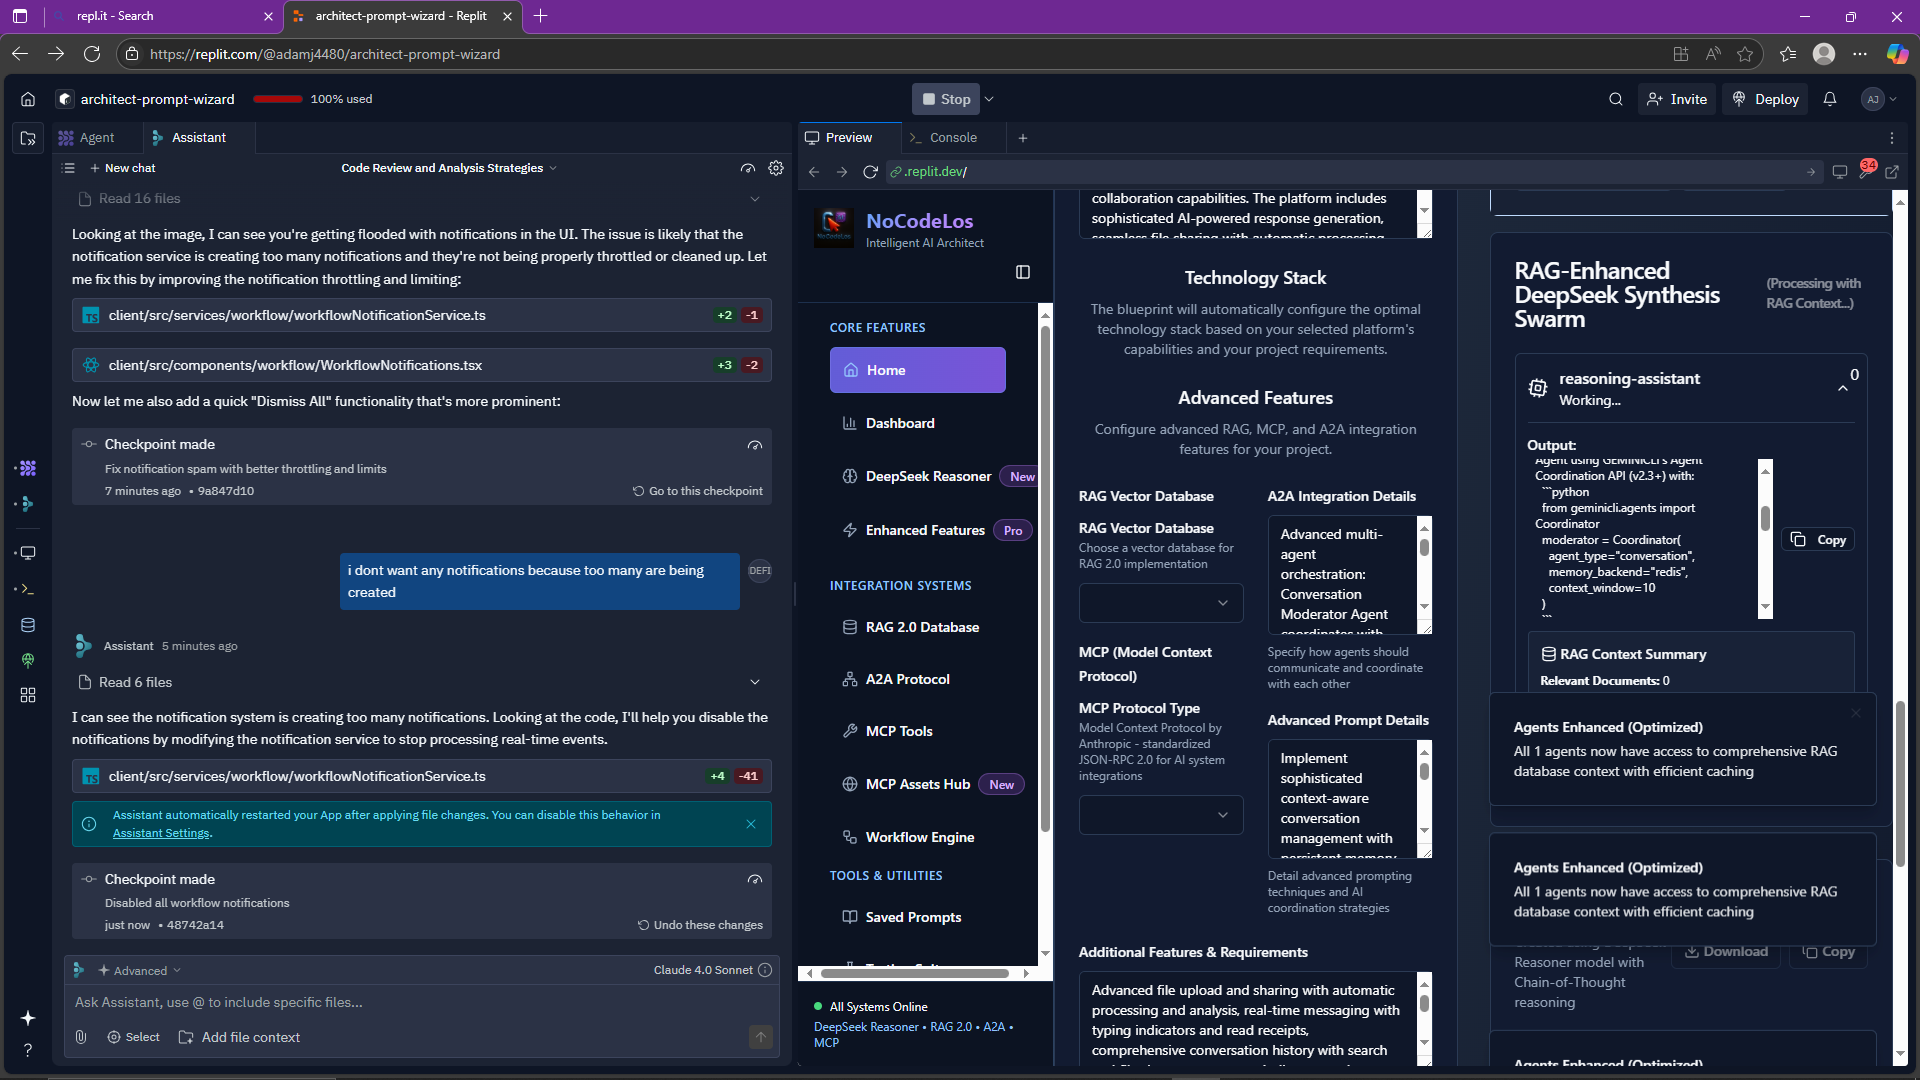 repl.it - Search
architect-prompt-wizard - Replit
https://replit.com/@adamj4480/architect-prompt-wizard
architect-prompt-wizard
100% used
Stop
Invite
Deploy
AJ
Agent
Assistant
New chat
Code Review and Analysis Strategies
Read 16 files
Looking at the image, I can see you're getting flooded with notifications in the UI. The issue is likely that the
notification service is creating too many notifications and they're not being properly throttled or cleaned up. Let
me fix this by improving the notification throttling and limiting:
client/src/services/workflow/workflowNotificationService.ts
+2 -1
client/src/components/workflow/WorkflowNotifications.tsx
+3 -2
Now let me also add a quick "Dismiss All" functionality that's more prominent:
Checkpoint made
Fix notification spam with better throttling and limits
7 minutes ago • 9a847d10
Go to this checkpoint
i dont want any notifications because too many are being
created
DEFI
Assistant 5 minutes ago
Read 6 files
I can see the notification system is creating too many notifications. Looking at the code, I'll help you disable the
notifications by modifying the notification service to stop processing real-time events.
client/src/services/workflow/workflowNotificationService.ts
+4 -41
Assistant automatically restarted your App after applying file changes. You can disable this behavior in
Assistant Settings.
Checkpoint made
Disabled all workflow notifications
just now • 48742a14
Undo these changes
Advanced
Claude 4.0 Sonnet
Ask Assistant, use @ to include specific files...
Select
Add file context
Preview
Console
.replit.dev/
34
NoCodeLos
Intelligent AI Architect
CORE FEATURES
Home
Dashboard
DeepSeek Reasoner New
Enhanced Features Pro
INTEGRATION SYSTEMS
RAG 2.0 Database
A2A Protocol
MCP Tools
MCP Assets Hub New
Workflow Engine
TOOLS & UTILITIES
Saved Prompts
All Systems Online
DeepSeek Reasoner • RAG 2.0 • A2A •
MCP
collaboration capabilities. The platform includes
sophisticated AI-powered response generation,
seamless file sharing with automatic processing
Technology Stack
The blueprint will automatically configure the optimal
technology stack based on your selected platform's
capabilities and your project requirements.
Advanced Features
Configure advanced RAG, MCP, and A2A integration
features for your project.
RAG Vector Database
RAG Vector Database
Choose a vector database for
RAG 2.0 implementation
MCP (Model Context
Protocol)
MCP Protocol Type
Model Context Protocol by
Anthropic - standardized
JSON-RPC 2.0 for AI system
integrations
A2A Integration Details
Advanced multi-
agent
orchestration:
Conversation
Moderator Agent
coordinates with
Specify how agents should
communicate and coordinate
with each other
Advanced Prompt Details
Implement
sophisticated
context-aware
conversation
management with
persistent memory
Detail advanced prompting
techniques and AI
coordination strategies
Additional Features & Requirements
Advanced file upload and sharing with automatic
processing and analysis, real-time messaging with
typing indicators and read receipts,
comprehensive conversation history with search
RAG-Enhanced
DeepSeek Synthesis
Swarm
(Processing with
RAG Context...)
reasoning-assistant
Working...
0
Output:
Agent using GEMINICLI's Agent
Coordination API (v2.3+) with:
```python
from geminicli.agents import
Coordinator
moderator = Coordinator(
agent_type="conversation",
memory_backend="redis",
context_window=10
)
```
Copy
RAG Context Summary
Relevant Documents: 0
Agents Enhanced (Optimized)
All 1 agents now have access to comprehensive RAG
database context with efficient caching
Agents Enhanced (Optimized)
All 1 agents now have access to comprehensive RAG
database context with efficient caching
Reasoner model with
Chain-of-Thought
reasoning
Download
Copy
Agents Enhanced (Optimized)